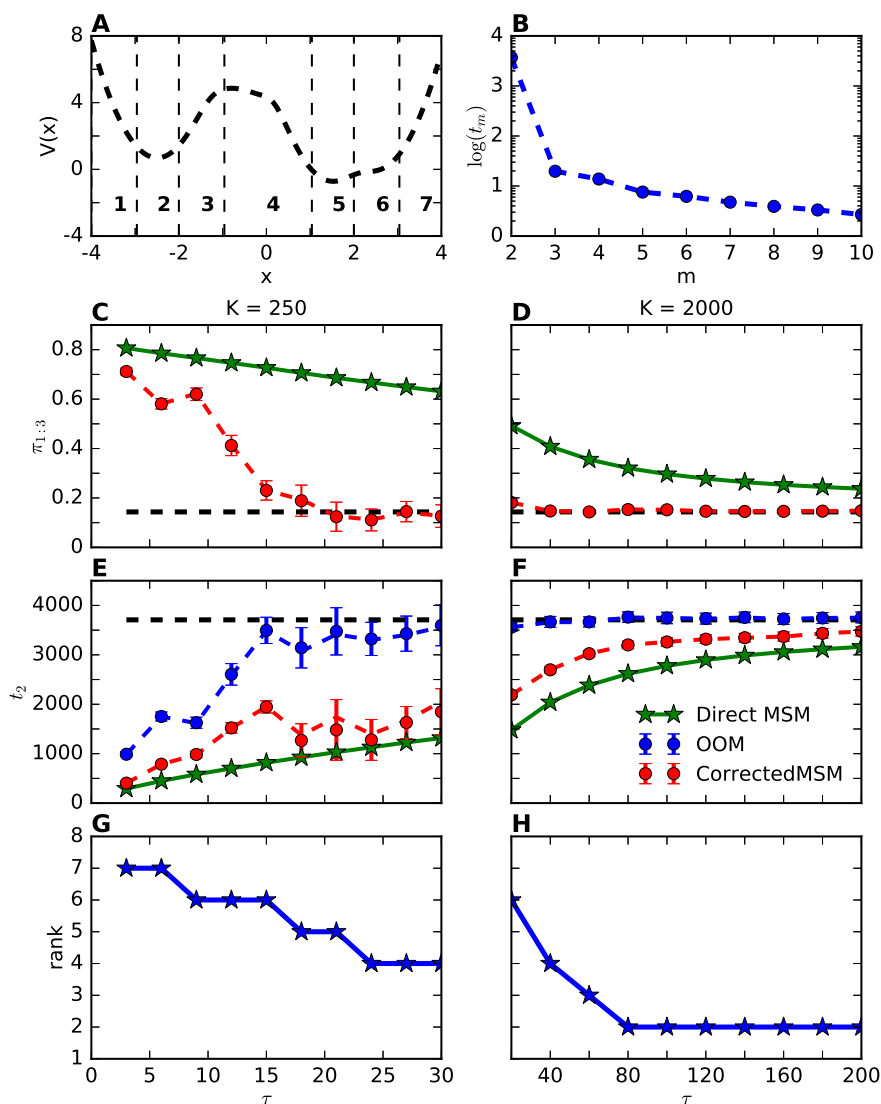 A
B
8
4
0
-4
V(x)
1
2
3
4
5
6
7
-4
-2
0
2
4
x
4
3
2
1
0
log(t_m)
2
3
4
5
6
7
8
9
10
m
C
K = 250
D
K = 2000
0.8
0.6
0.4
0.2
0
π_{1:3}
E
F
4000
3000
2000
1000
0
t_2
Direct MSM
OOM
CorrectedMSM
G
H
8
7
6
5
4
3
2
1
rank
0
5
10
15
20
25
30
τ
40
80
120
160
200
τ